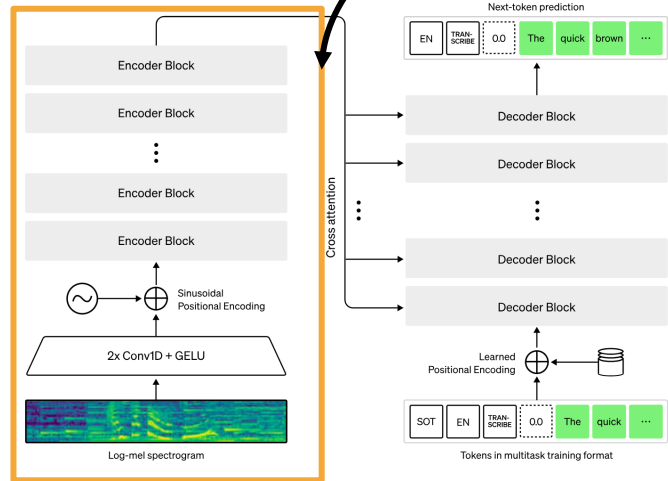 Encoder Block
Encoder Block
Encoder Block
Encoder Block
Sinusoidal
Positional Encoding
2x Conv1D + GELU
Log-mel spectrogram
Cross attention
Next-token prediction
EN
TRAN-
SCRIBE
0.0
The
quick
brown
...
Decoder Block
Decoder Block
Decoder Block
Decoder Block
Learned
Positional Encoding
SOT
EN
TRAN-
SCRIBE
0.0
The
quick
...
Tokens in multitask training format